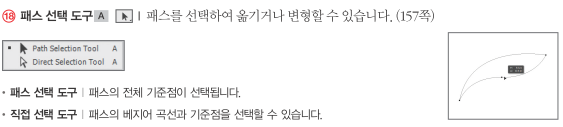 ⑱ 패스 선택 도구 A | 패스를 선택하여 옮기거나 변형할 수 있습니다. (157쪽)
▪ Path Selection Tool A
Direct Selection Tool A
• 패스 선택 도구 | 패스의 전체 기준점이 선택됩니다.
• 직접 선택 도구 | 패스의 베지어 곡선과 기준점을 선택할 수 있습니다.